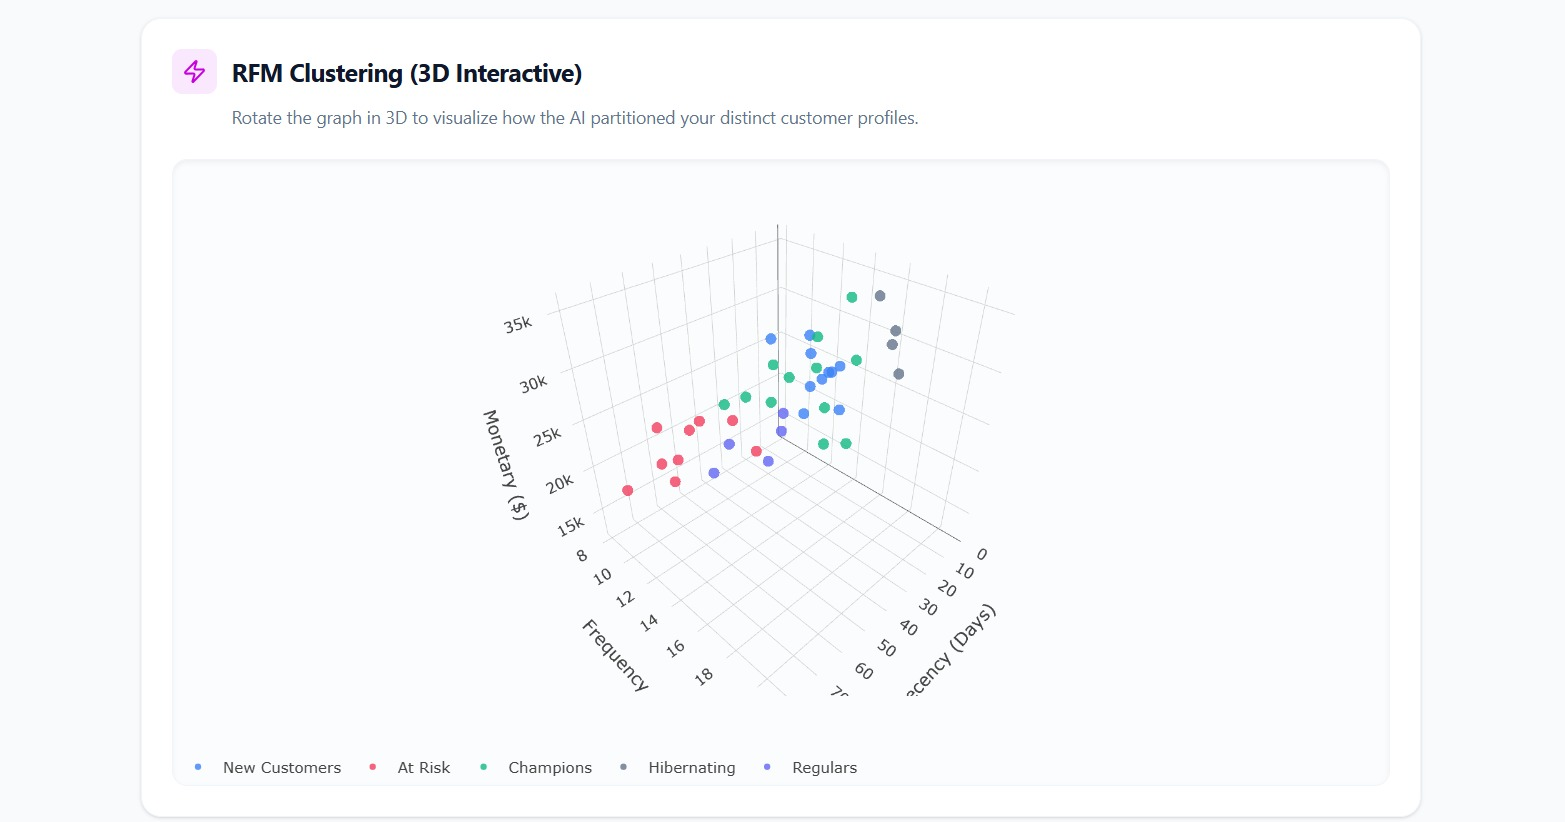 RFM Clustering (3D Interactive)
Rotate the graph in 3D to visualize how the AI partitioned your distinct customer profiles.
35k
30k
25k
20k
15k
Monetary ($)
8
10
12
14
16
18
Frequency
0
10
20
30
40
50
60
ecency (Days)
New Customers
At Risk
Champions
Hibernating
Regulars